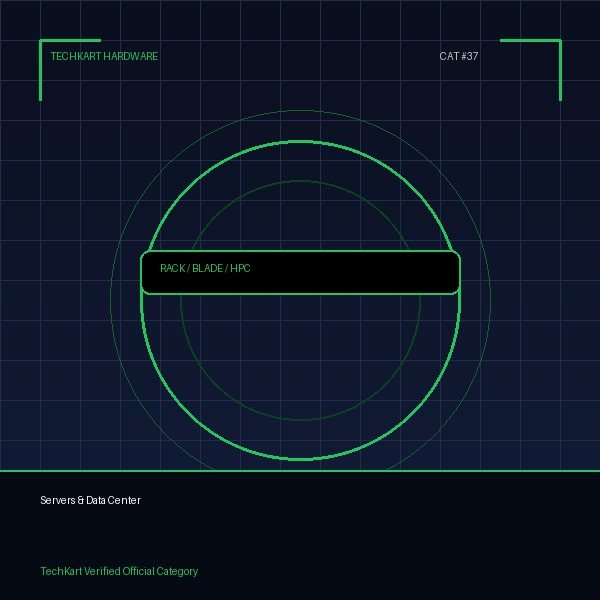 TECHKART HARDWARE
CAT #37
RACK / BLADE / HPC
Servers & Data Center
TechKart Verified Official Category